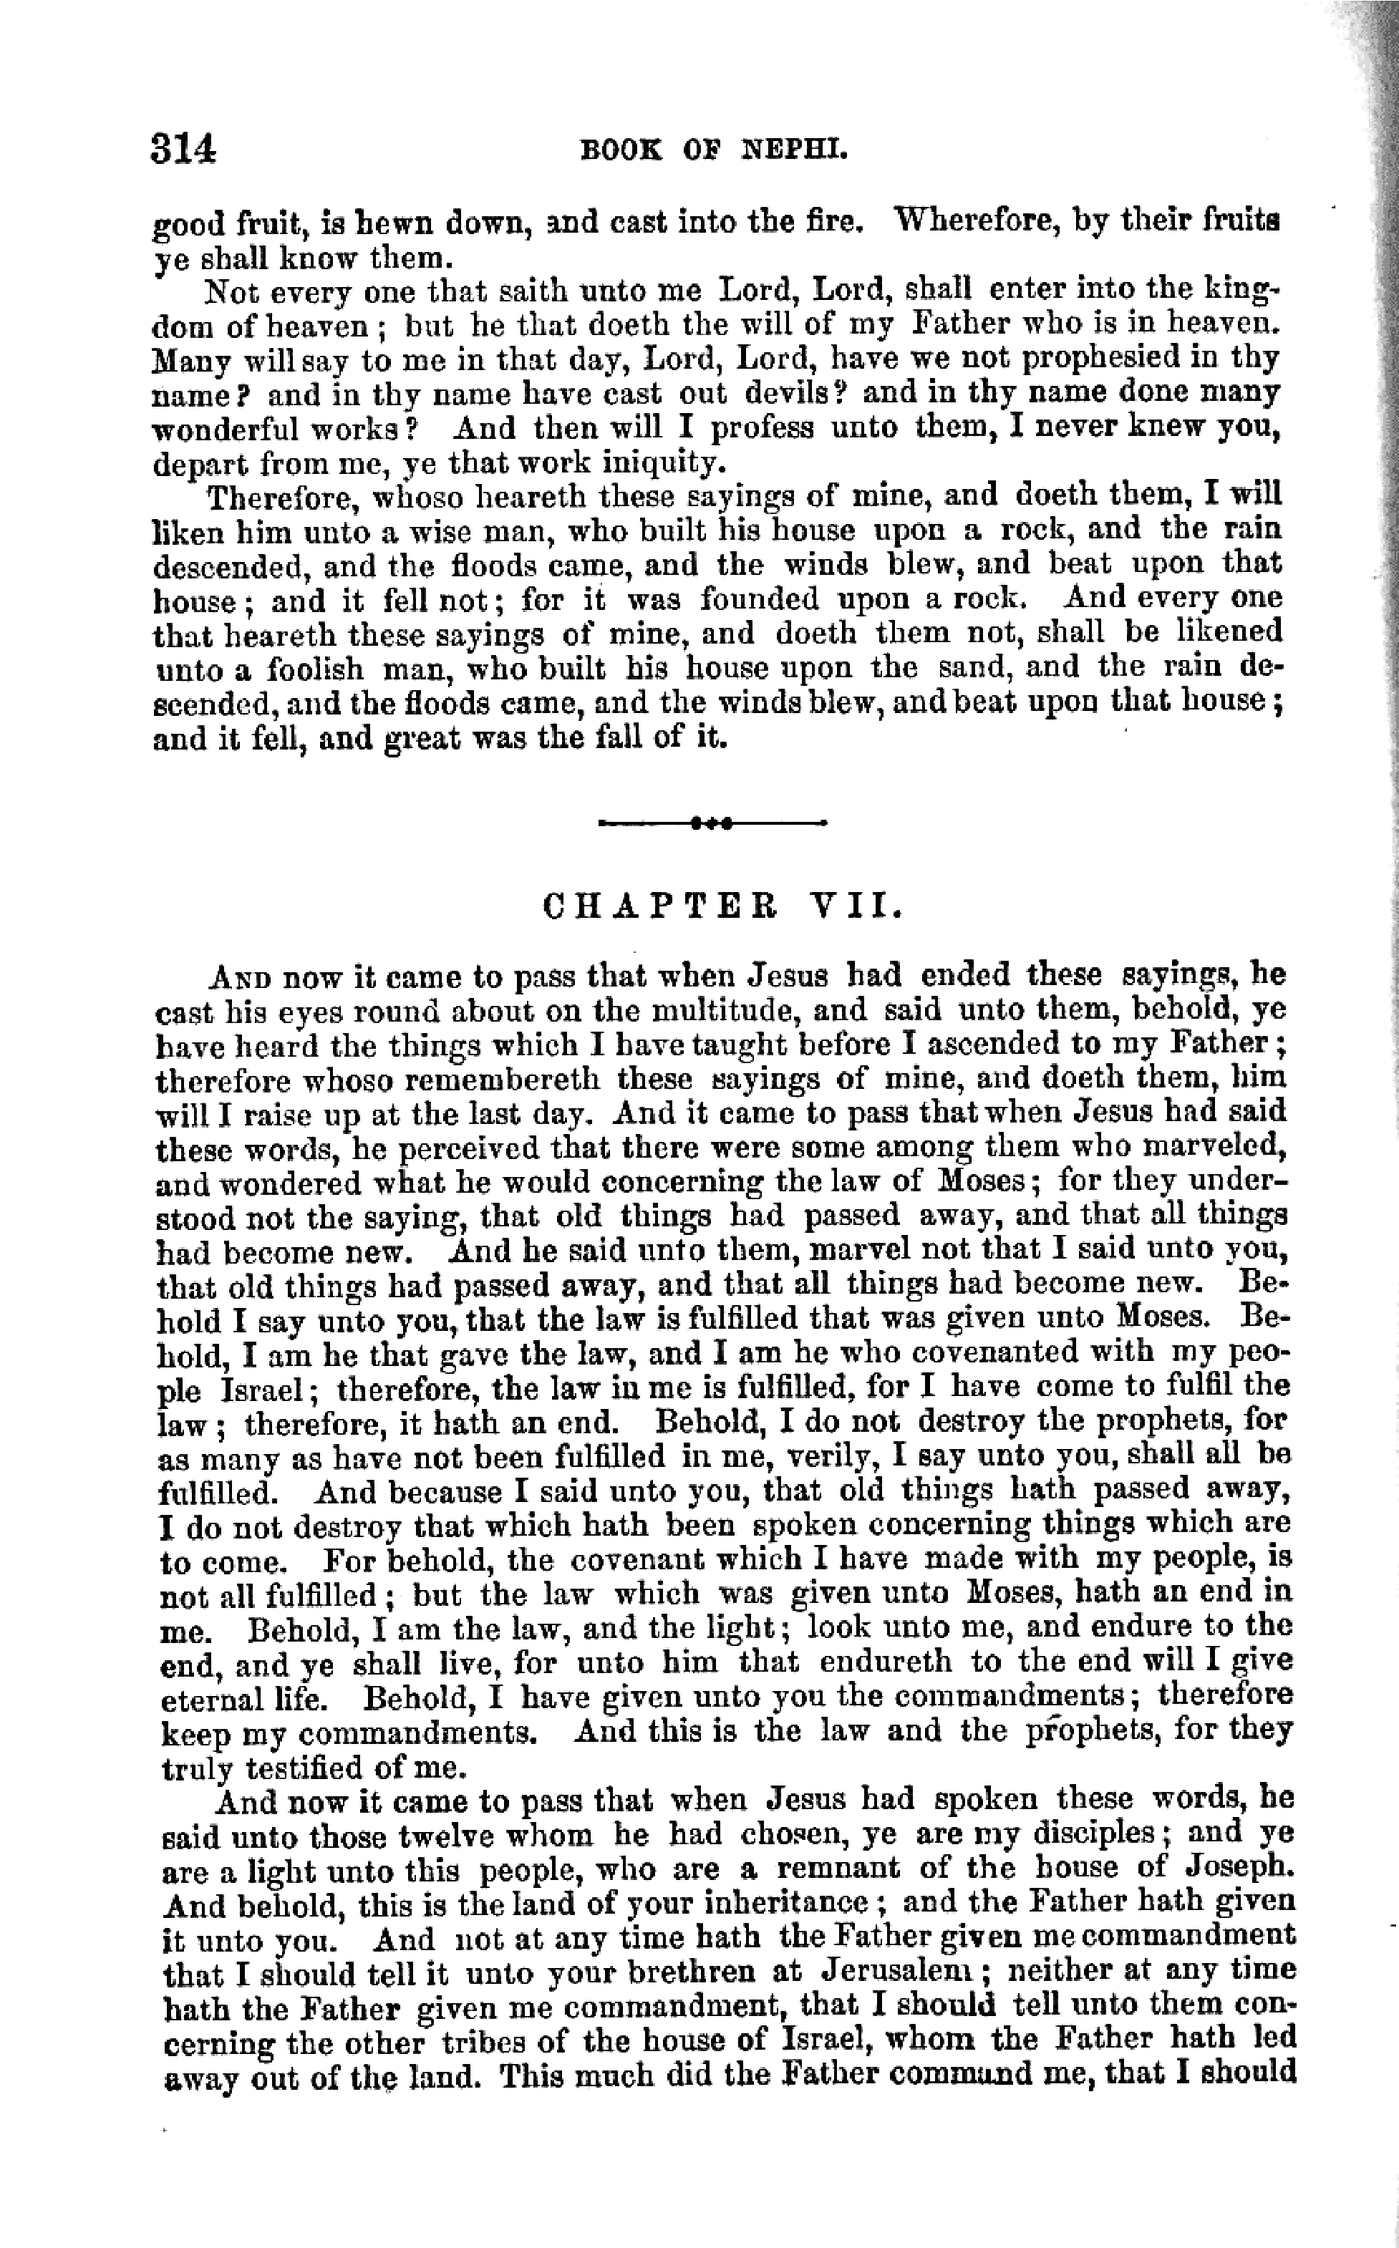 314 BOOK OF NEPHI.
good fruit, is hewn down, and cast into the fire. Wherefore, by their fruits
ye shall know them.
Not every one that saith unto me Lord, Lord, shall enter into the king-
dom of heaven; but he that doeth the will of my Father who is in heaven.
Many will say to me in that day, Lord, Lord, have we not prophesied in thy
name? and in thy name have cast out devils? and in thy name done many
wonderful works? And then will I profess unto them, I never knew you,
depart from me, ye that work iniquity.
Therefore, whoso heareth these sayings of mine, and doeth them, I will
liken him unto a wise man, who built his house upon a rock, and the rain
descended, and the floods came, and the winds blew, and beat upon that
house; and it fell not; for it was founded upon a rock. And every one
that heareth these sayings of mine, and doeth them not, shall be likened
unto a foolish man, who built his house upon the sand, and the rain de-
scended, and the floods came, and the winds blew, and beat upon that house;
and it fell, and great was the fall of it.
CHAPTER VII.
AND NOW it came to pass that when Jesus had ended these sayings, he
cast his eyes round about on the multitude, and said unto them, behold, ye
have heard the things which I have taught before I ascended to my Father;
therefore whoso remembereth these sayings of mine, and doeth them, him
will I raise up at the last day. And it came to pass that when Jesus had said
these words, he perceived that there were some among them who marveled,
and wondered what he would concerning the law of Moses; for they under-
stood not the saying, that old things had passed away, and that all things
had become new. And he said unto them, marvel not that I said unto you,
that old things had passed away, and that all things had become new. Be-
hold I say unto you, that the law is fulfilled that was given unto Moses. Be-
hold, I am he that gave the law, and I am he who covenanted with my peo-
ple Israel; therefore, the law in me is fulfilled, for I have come to fulfil the
law; therefore, it hath an end. Behold, I do not destroy the prophets, for
as many as have not been fulfilled in me, verily, I say unto you, shall all be
fulfilled. And because I said unto you, that old things hath passed away,
I do not destroy that which hath been spoken concerning things which are
to come. For behold, the covenant which I have made with my people, is
not all fulfilled; but the law which was given unto Moses, hath an end in
me. Behold, I am the law, and the light; look unto me, and endure to the
end, and ye shall live, for unto him that endureth to the end will I give
eternal life. Behold, I have given unto you the commandments; therefore
keep my commandments. And this is the law and the prophets, for they
truly testified of me.
And now it came to pass that when Jesus had spoken these words, he
said unto those twelve whom he had chosen, ye are my disciples; and ye
are a light unto this people, who are a remnant of the house of Joseph.
And behold, this is the land of your inheritance; and the Father hath given
it unto you. And not at any time hath the Father given me commandment
that I should tell it unto your brethren at Jerusalem; neither at any time
hath the Father given me commandment, that I should tell unto them con-
cerning the other tribes of the house of Israel, whom the Father hath led
away out of the land. This much did the Father command me, that I should